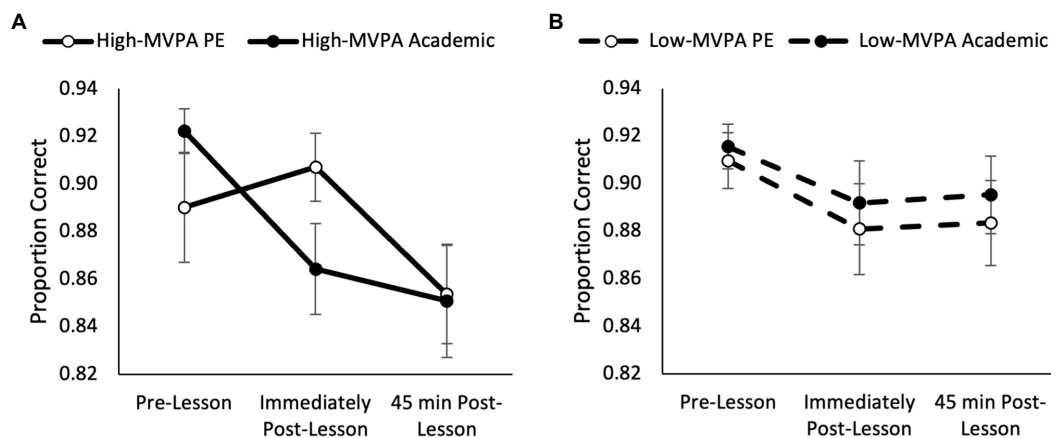 A
High-MVPA PE
High-MVPA Academic
Proportion Correct
0.94
0.92
0.90
0.88
0.86
0.84
0.82
Pre-Lesson
Immediately
Post-Lesson
45 min Post-
Lesson
B
Low-MVPA PE
Low-MVPA Academic
Proportion Correct
0.94
0.92
0.90
0.88
0.86
0.84
0.82
Pre-Lesson
Immediately
Post-Lesson
45 min Post-
Lesson